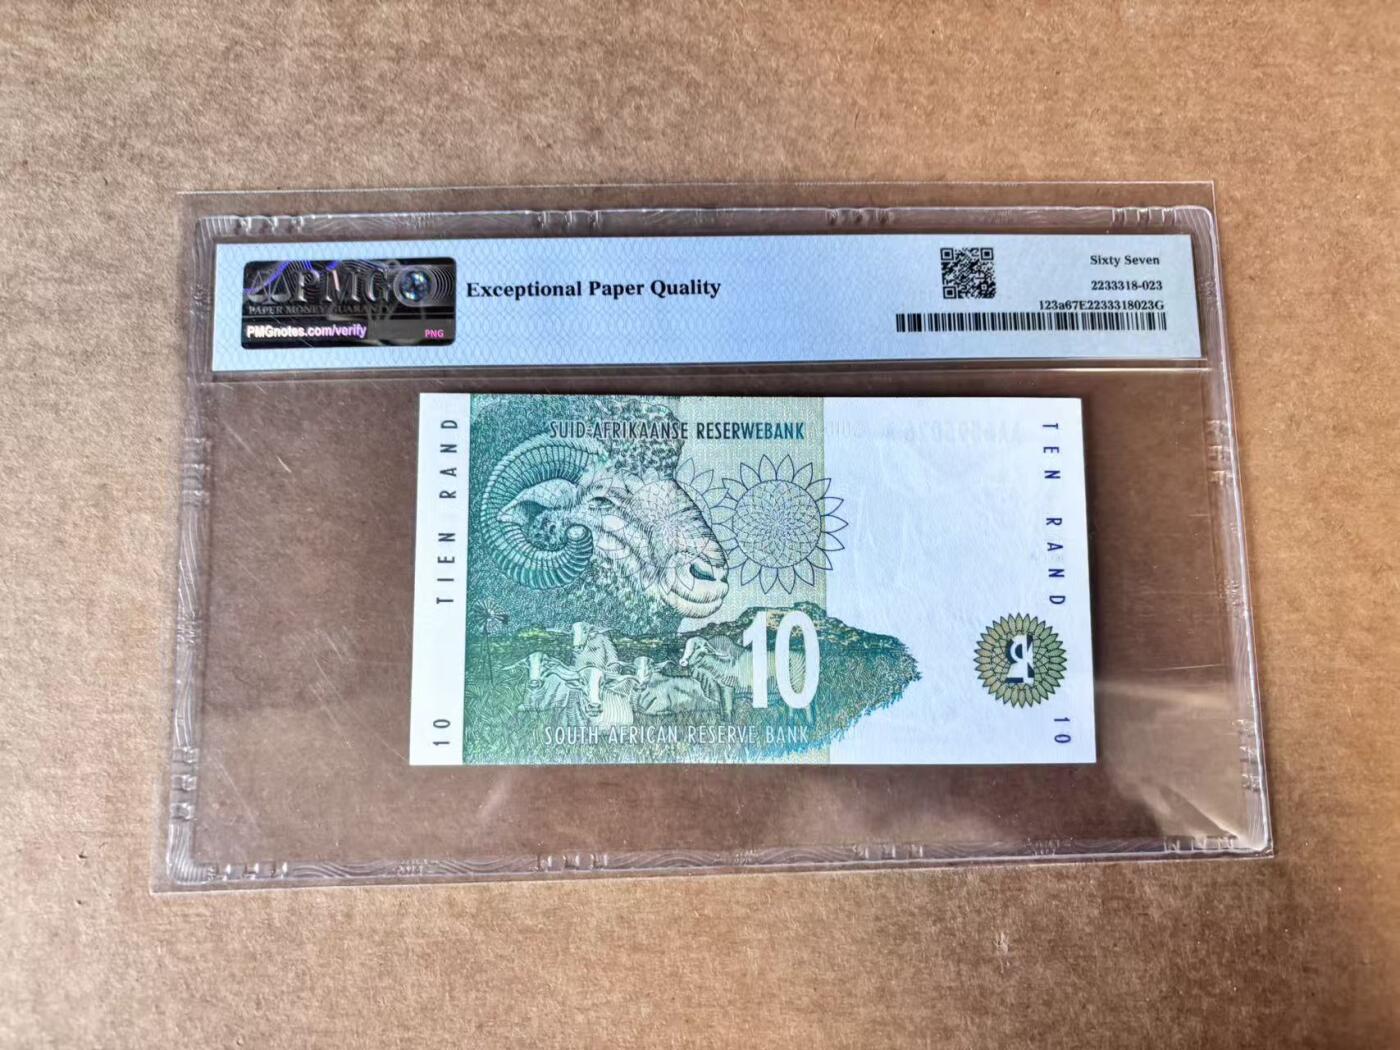 PMG
PAPER MONEY GUARANTY
PMGnotes.com/verify
PNG
Exceptional Paper Quality
Sixty Seven
2233318-023
123a67E2233318023G
SUID-AFRIKAANSE RESERWEBANK
TIEN RAND
10
10
SOUTH AFRICAN RESERVE BANK
TEN RAND
10